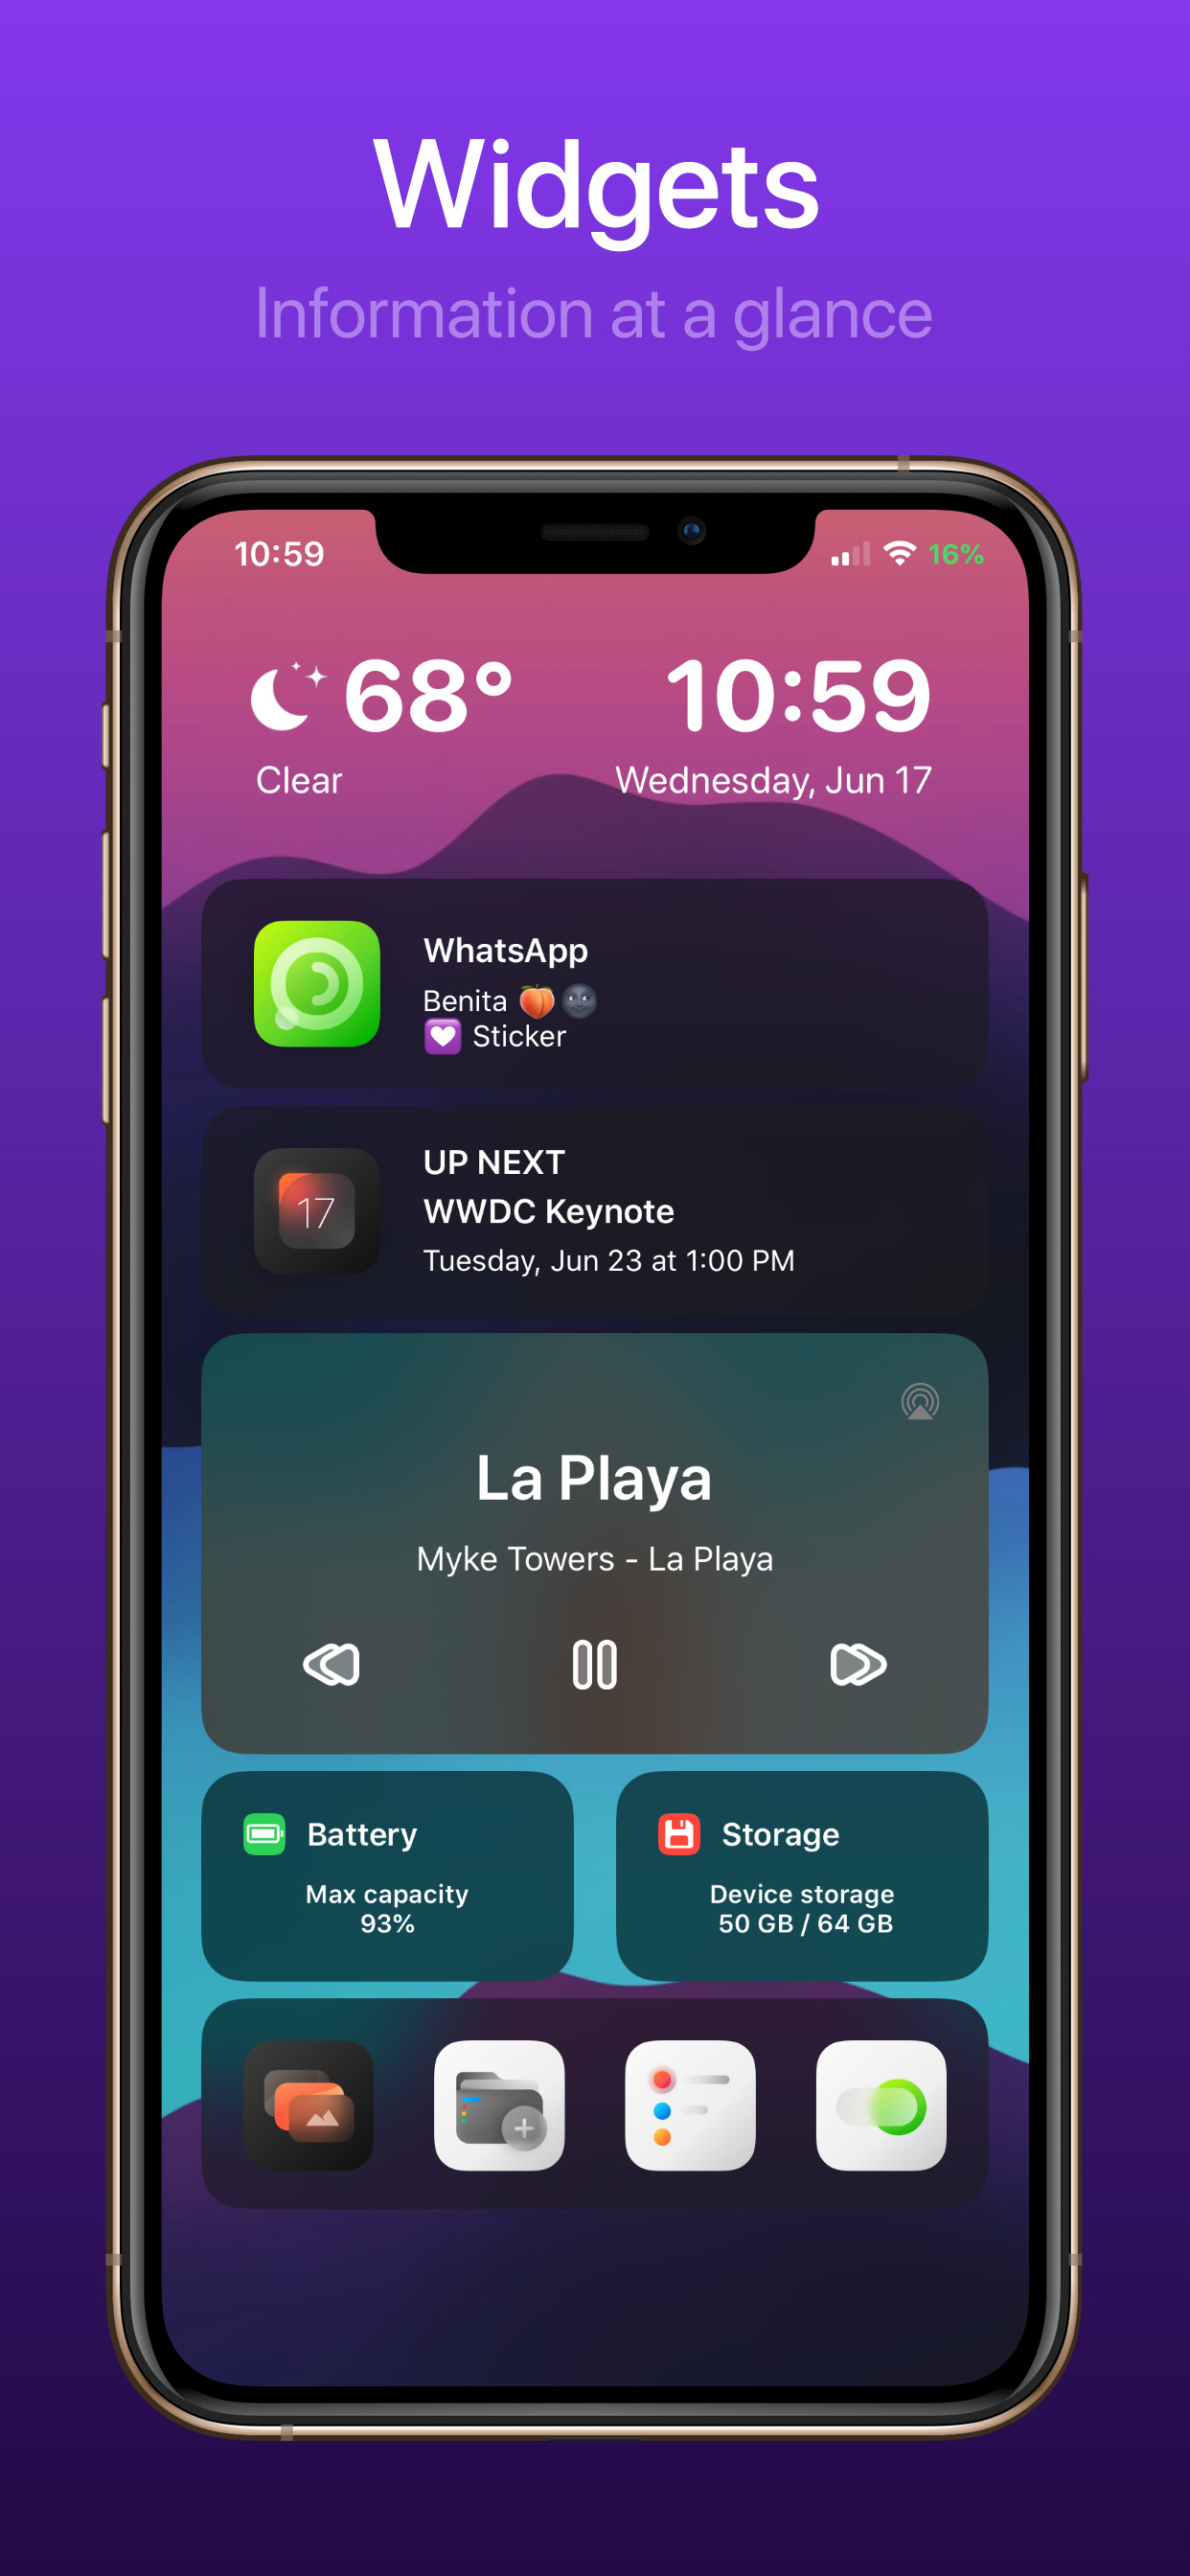 Widgets
Information at a glance
10:59
16%
68°
10:59
Clear
Wednesday, Jun 17
WhatsApp
Benita 🍑🌚
💟 Sticker
17
UP NEXT
WWDC Keynote
Tuesday, Jun 23 at 1:00 PM
La Playa
Myke Towers - La Playa
Battery
Max capacity
93%
Storage
Device storage
50 GB / 64 GB